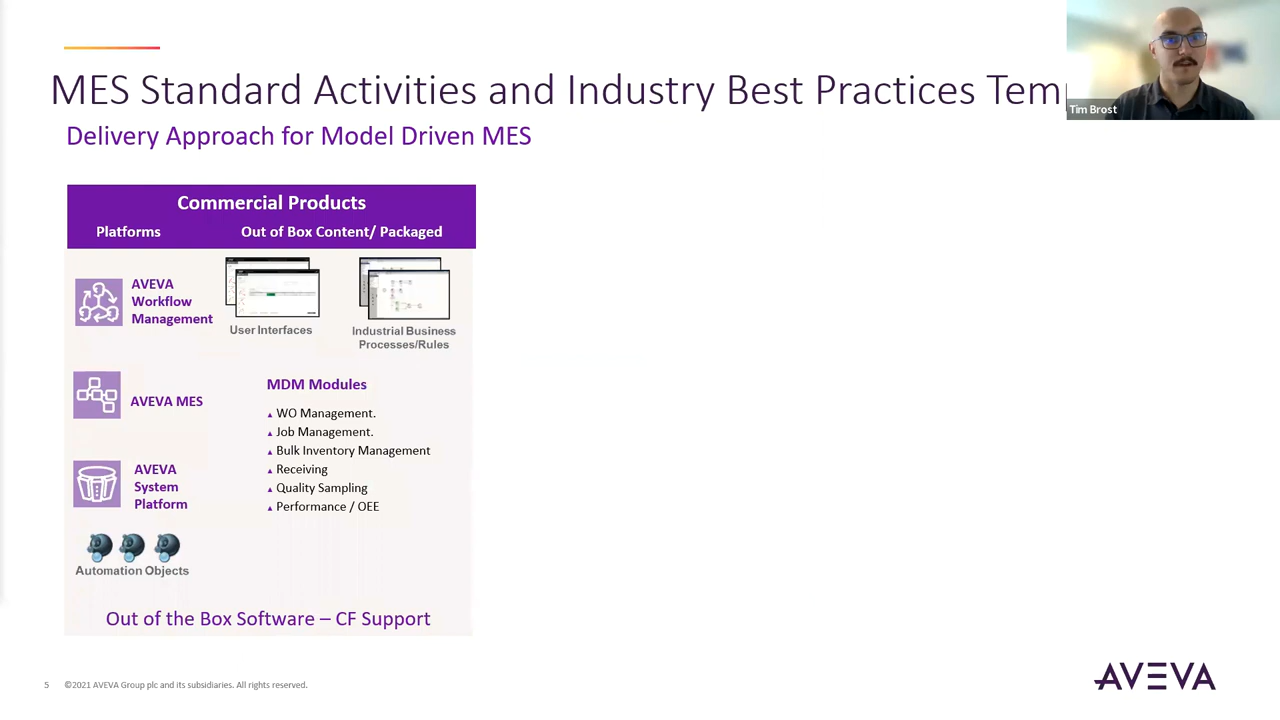 MES Standard Activities and Industry Best Practices Tem
Tim Brost
Delivery Approach for Model Driven MES
Commercial Products
Platforms
Out of Box Content/ Packaged
AVEVA
Workflow
Management
User Interfaces
Industrial Business
Processes/Rules
AVEVA MES
MDM Modules
WO Management.
Job Management.
Bulk Inventory Management
Receiving
Quality Sampling
Performance / OEE
AVEVA
System
Platform
Automation Objects
Out of the Box Software – CF Support
5
©2021 AVEVA Group plc and its subsidiaries. All rights reserved.
AVEVA